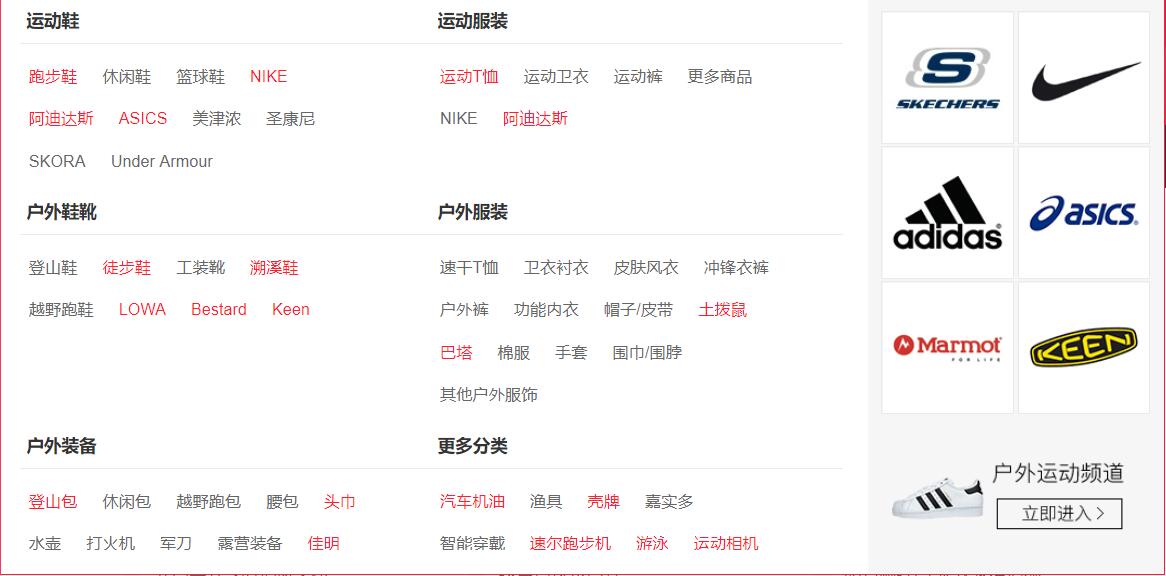 运动鞋
跑步鞋 休闲鞋 篮球鞋 NIKE
阿迪达斯 ASICS 美津浓 圣康尼
SKORA Under Armour
运动服装
运动T恤 运动卫衣 运动裤 更多商品
NIKE 阿迪达斯
户外鞋靴
登山鞋 徒步鞋 工装靴 溯溪鞋
越野跑鞋 LOWA Bestard Keen
户外服装
速干T恤 卫衣衬衣 皮肤风衣 冲锋衣裤
户外裤 功能内衣 帽子/皮带 土拨鼠
巴塔 棉服 手套 围巾/围脖
其他户外服饰
户外装备
登山包 休闲包 越野跑包 腰包 头巾
水壶 打火机 军刀 露营装备 佳明
更多分类
汽车机油 渔具 壳牌 嘉实多
智能穿戴 速尔跑步机 游泳 运动相机
SKECHERS
adidas
asics
Marmot
FOR LIFE
KEEN
户外运动频道
立即进入 >